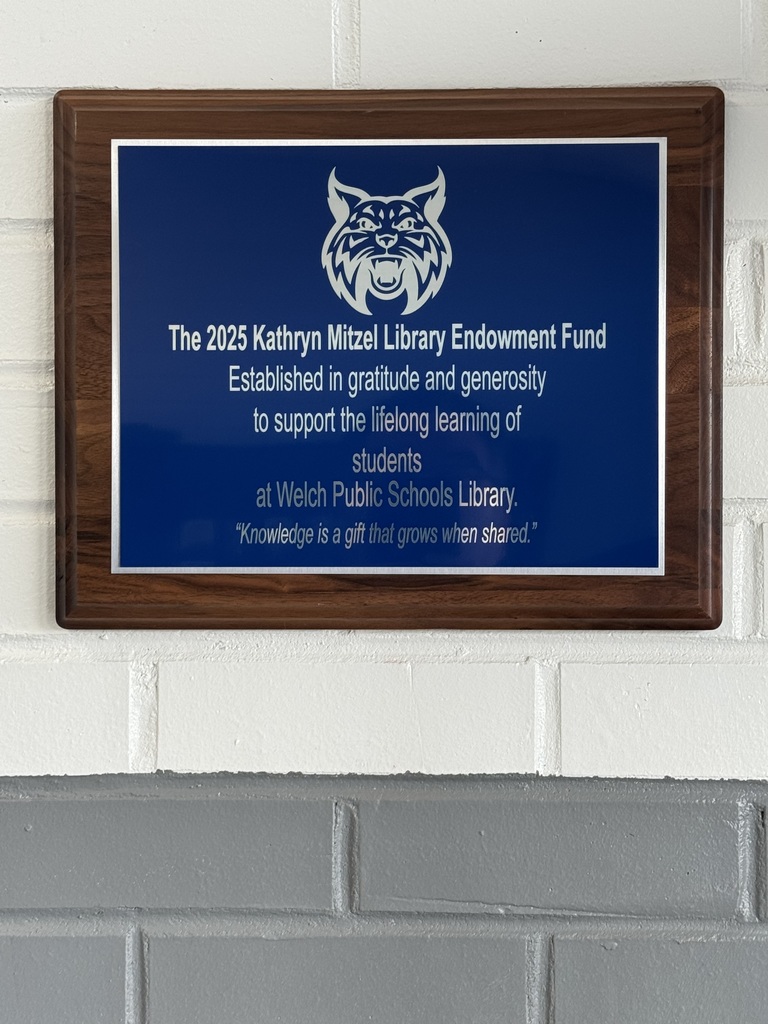 The 2025 Kathryn Mitzel Library Endowment Fund
Established in gratitude and generosity
to support the lifelong learning of
students
at Welch Public Schools Library.
“Knowledge is a gift that grows when shared.”